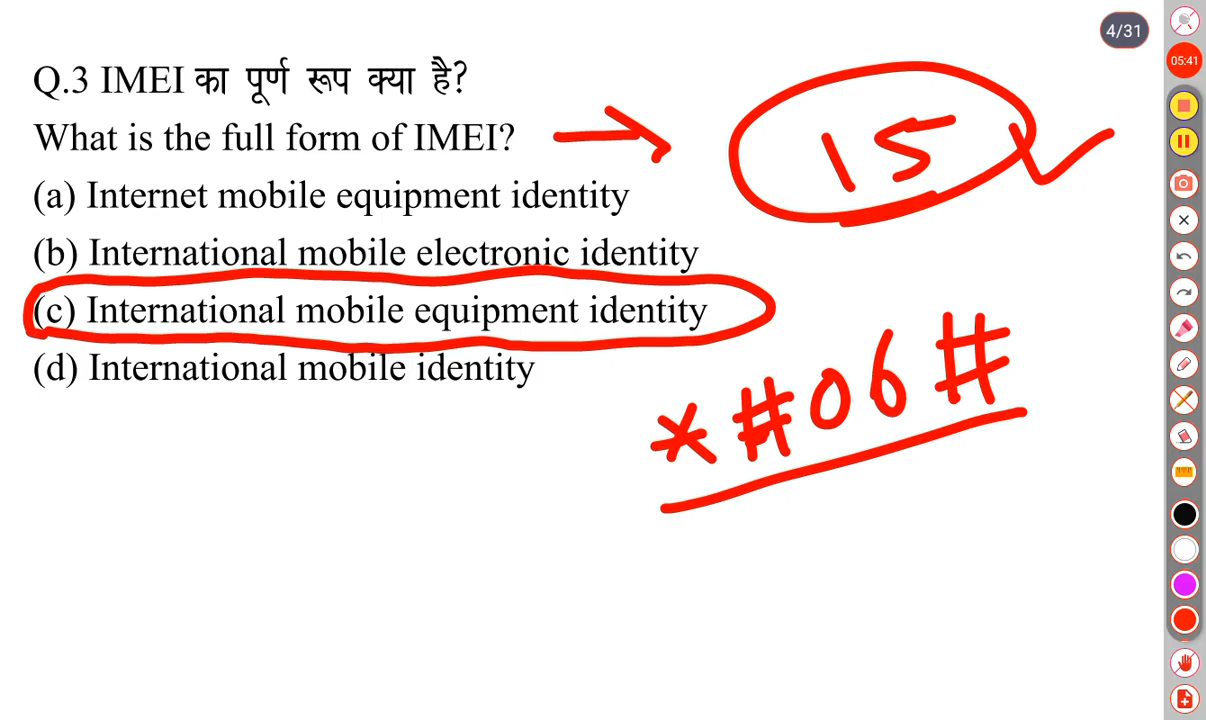 4/31
05:41
Q.3 IMEI का पूर्ण रूप क्या है?
What is the full form of IMEI?
15
(a) Internet mobile equipment identity
(b) International mobile electronic identity
(c) International mobile equipment identity
(d) International mobile identity
*#06#